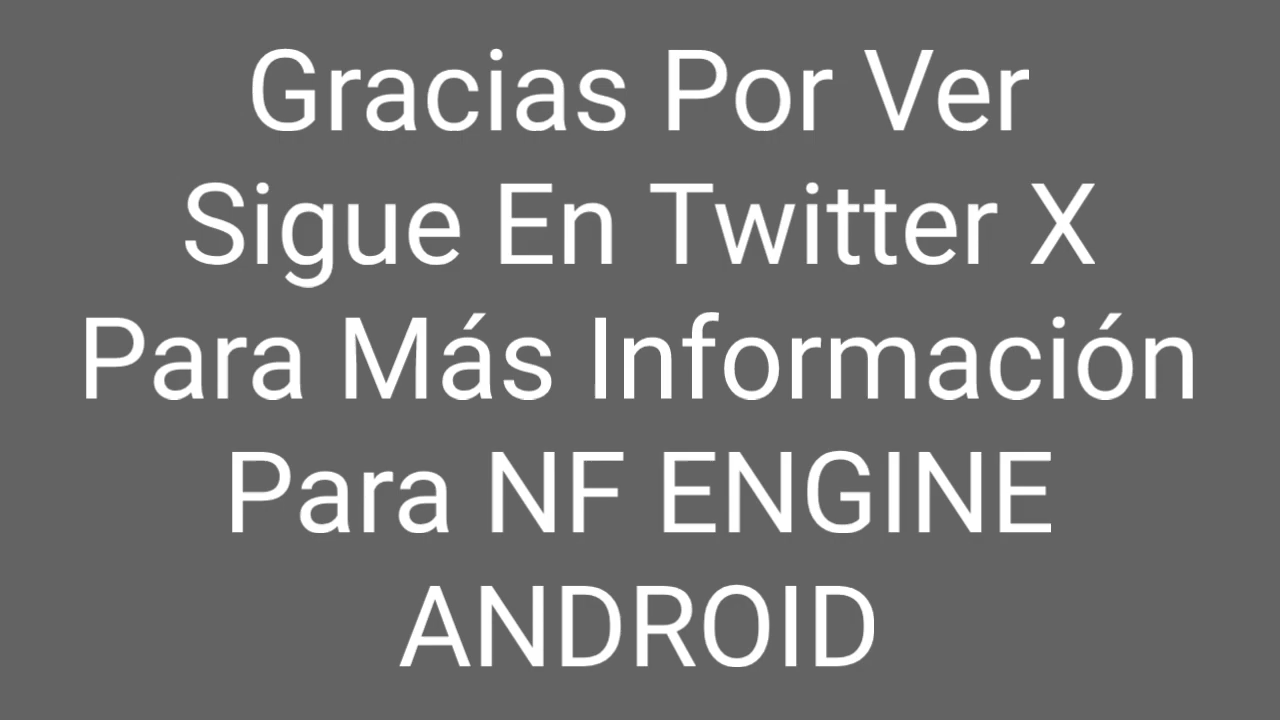 Gracias Por Ver
Sigue En Twitter X
Para Más Información
Para NF ENGINE
ANDROID